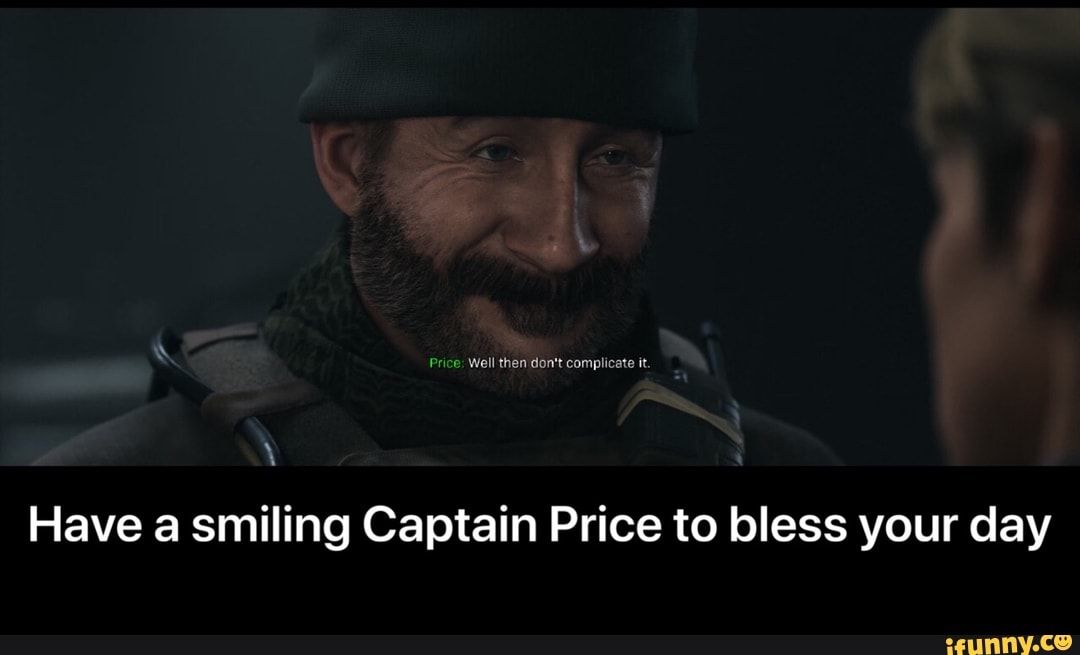 Price: Well then don't complicate it.
Have a smiling Captain Price to bless your day
ifunny.co